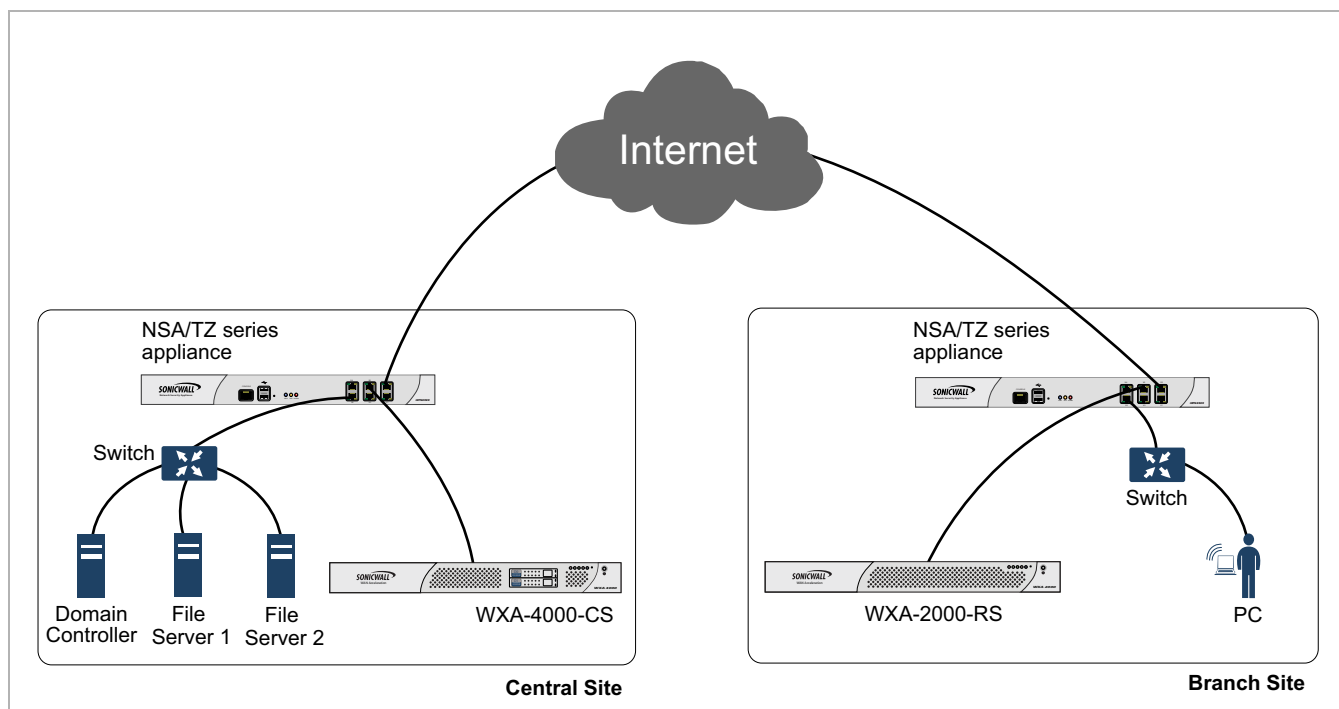 Internet
NSA/TZ series
appliance
SONICWALL
Switch
Domain
Controller
File
Server 1
File
Server 2
SONICWALL
WXA-4000-CS
Central Site
NSA/TZ series
appliance
SONICWALL
Switch
SONICWALL
WXA-2000-RS
PC
Branch Site